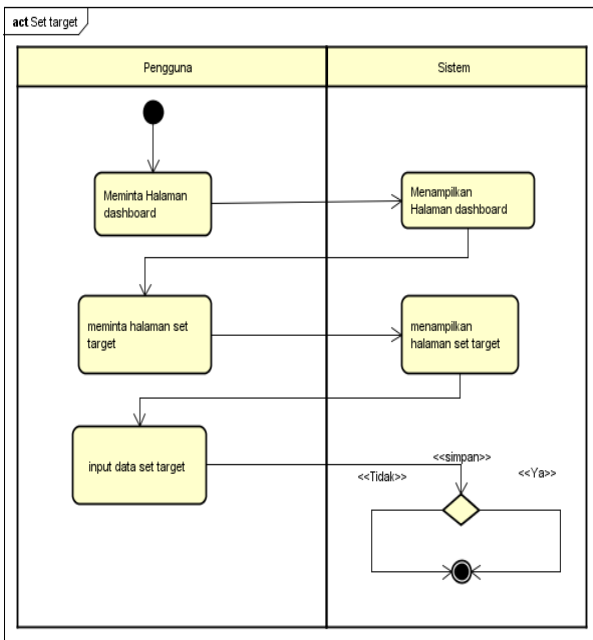 act Set target
Pengguna
Sistem
Meminta Halaman
dashboard
Menampilkan
Halaman dashboard
meminta halaman set
target
menampilkan
halaman set target
input data set target
<<simpan>>
<<Tidak>>
<<Ya>>